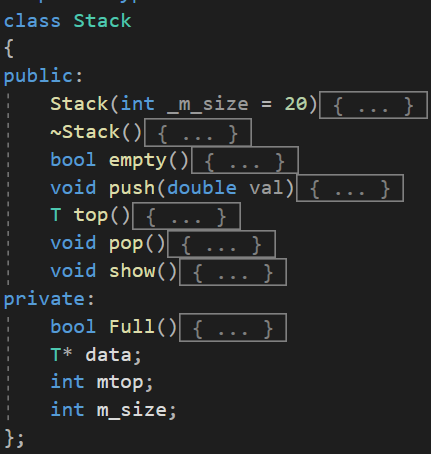 class Stack
{
public:
Stack(int _m_size = 20){ ... }
~Stack(){ ... }
bool empty(){ ... }
void push(double val){ ... }
T top(){ ... }
void pop(){ ... }
void show(){ ... }
private:
bool Full(){ ... }
T* data;
int mtop;
int m_size;
};